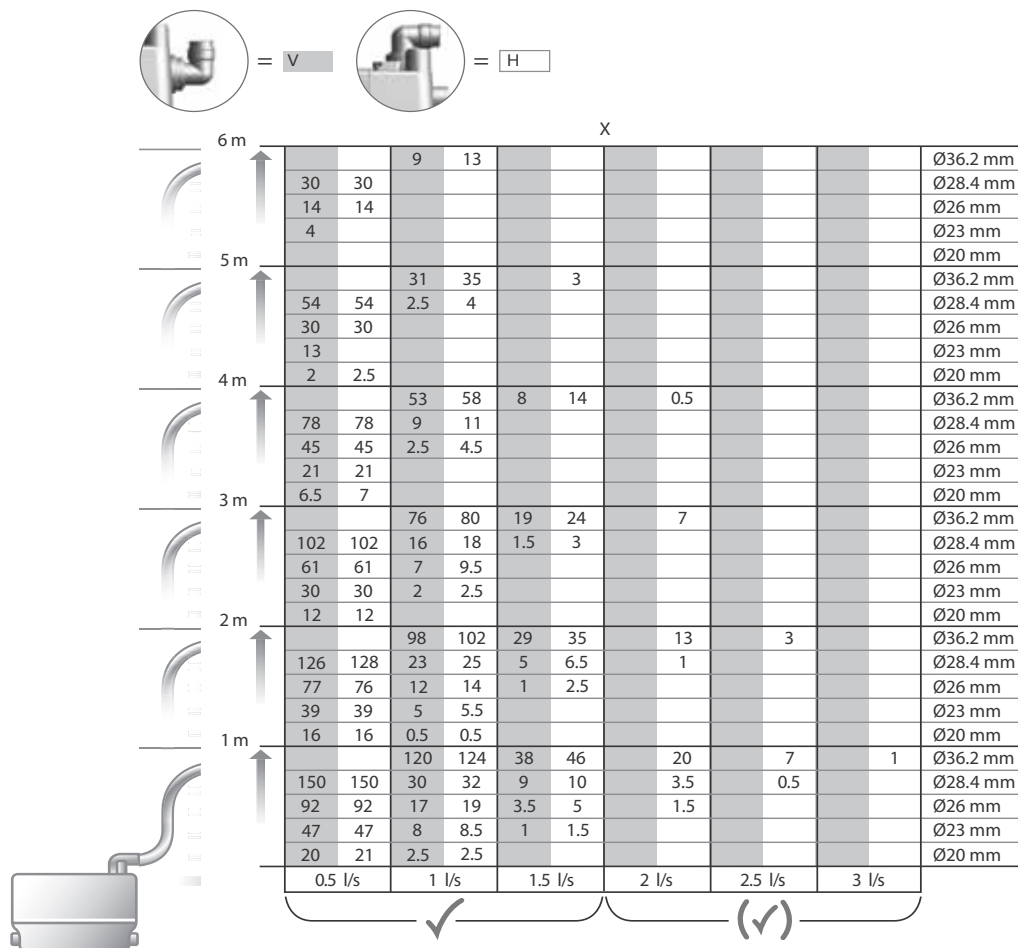 = V = H
X
6 m
9 13 Ø36.2 mm
30 30 Ø28.4 mm
14 14 Ø26 mm
4 Ø23 mm
Ø20 mm
5 m
31 35 3 Ø36.2 mm
54 54 2.5 4 Ø28.4 mm
30 30 Ø26 mm
13 Ø23 mm
2 2.5 Ø20 mm
4 m
53 58 8 14 0.5 Ø36.2 mm
78 78 9 11 Ø28.4 mm
45 45 2.5 4.5 Ø26 mm
21 21 Ø23 mm
6.5 7 Ø20 mm
3 m
76 80 19 24 7 Ø36.2 mm
102 102 16 18 1.5 3 Ø28.4 mm
61 61 7 9.5 Ø26 mm
30 30 2 2.5 Ø23 mm
12 12 Ø20 mm
2 m
98 102 29 35 13 3 Ø36.2 mm
126 128 23 25 5 6.5 1 Ø28.4 mm
77 76 12 14 1 2.5 Ø26 mm
39 39 5 5.5 Ø23 mm
16 16 0.5 0.5 Ø20 mm
1 m
120 124 38 46 20 7 1 Ø36.2 mm
150 150 30 32 9 10 3.5 0.5 Ø28.4 mm
92 92 17 19 3.5 5 1.5 Ø26 mm
47 47 8 8.5 1 1.5 Ø23 mm
20 21 2.5 2.5 Ø20 mm
0.5 l/s 1 l/s 1.5 l/s 2 l/s 2.5 l/s 3 l/s
✓ (✓)